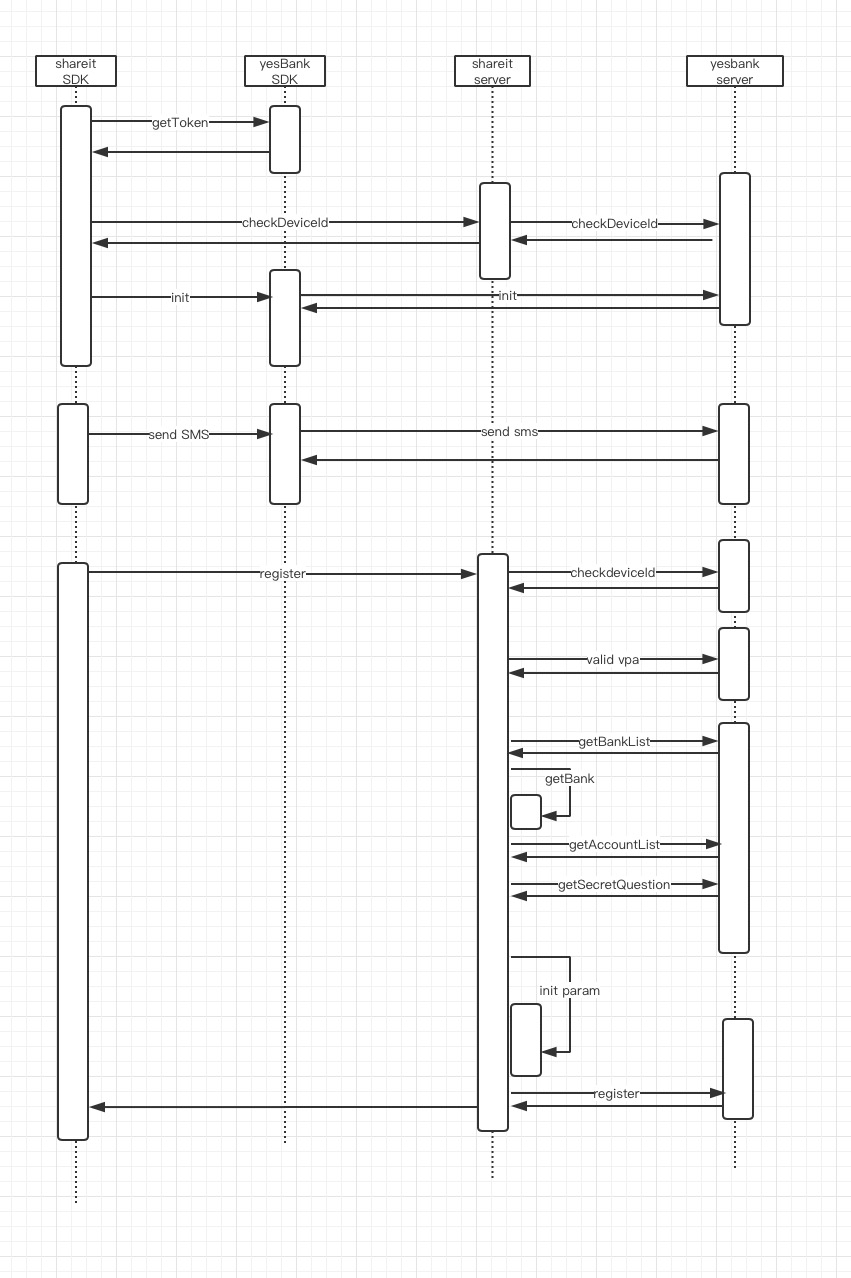 shareit
SDK
yesBank
SDK
shareit
server
yesbank
server
getToken
checkDeviceId
checkDeviceId
init
init
send SMS
send sms
register
checkdeviceId
valid vpa
getBankList
getBank
getAccountList
getSecretQuestion
init param
register